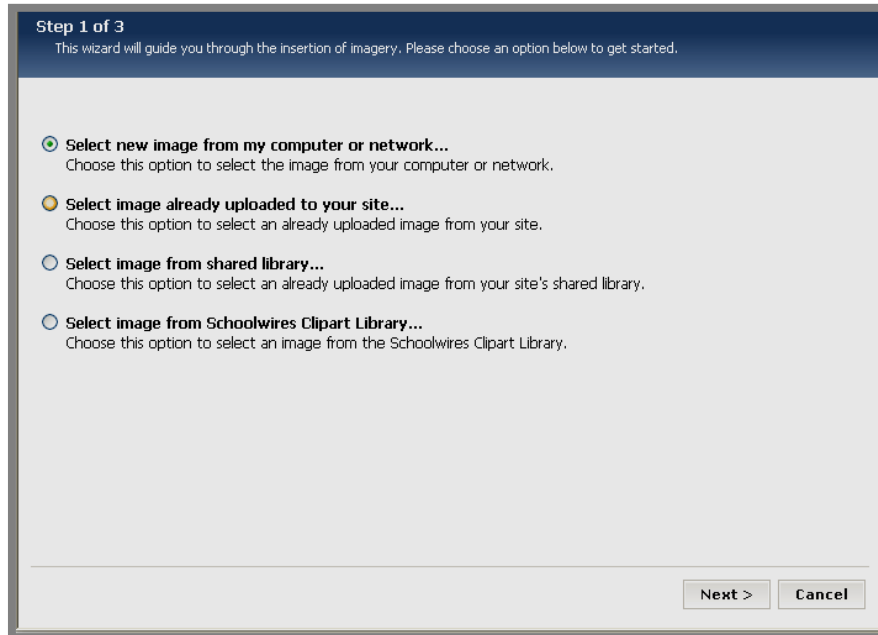 Step 1 of 3
This wizard will guide you through the insertion of imagery. Please choose an option below to get started.
Select new image from my computer or network...
Choose this option to select the image from your computer or network.
Select image already uploaded to your site...
Choose this option to select an already uploaded image from your site.
Select image from shared library...
Choose this option to select an already uploaded image from your site's shared library.
Select image from Schoolwires Clipart Library...
Choose this option to select an image from the Schoolwires Clipart Library.
Next > Cancel